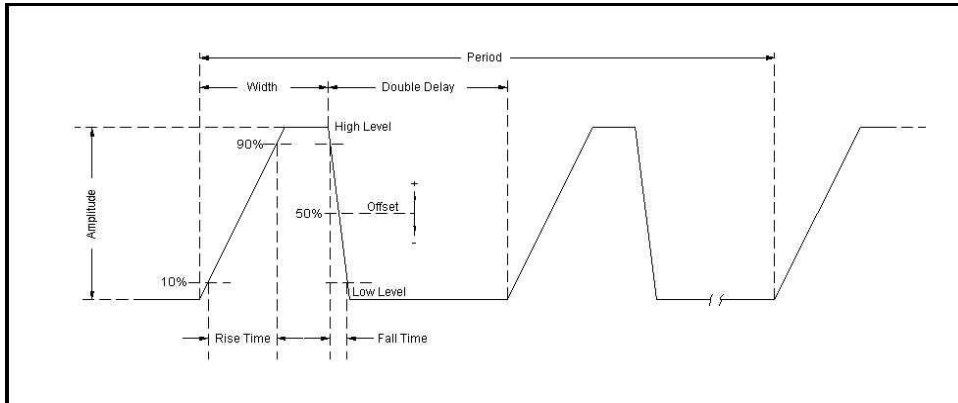 Period
Width
Double Delay
High Level
90%
Amplitude
Offset
+
50%
-
10%
Low Level
Rise Time
Fall Time